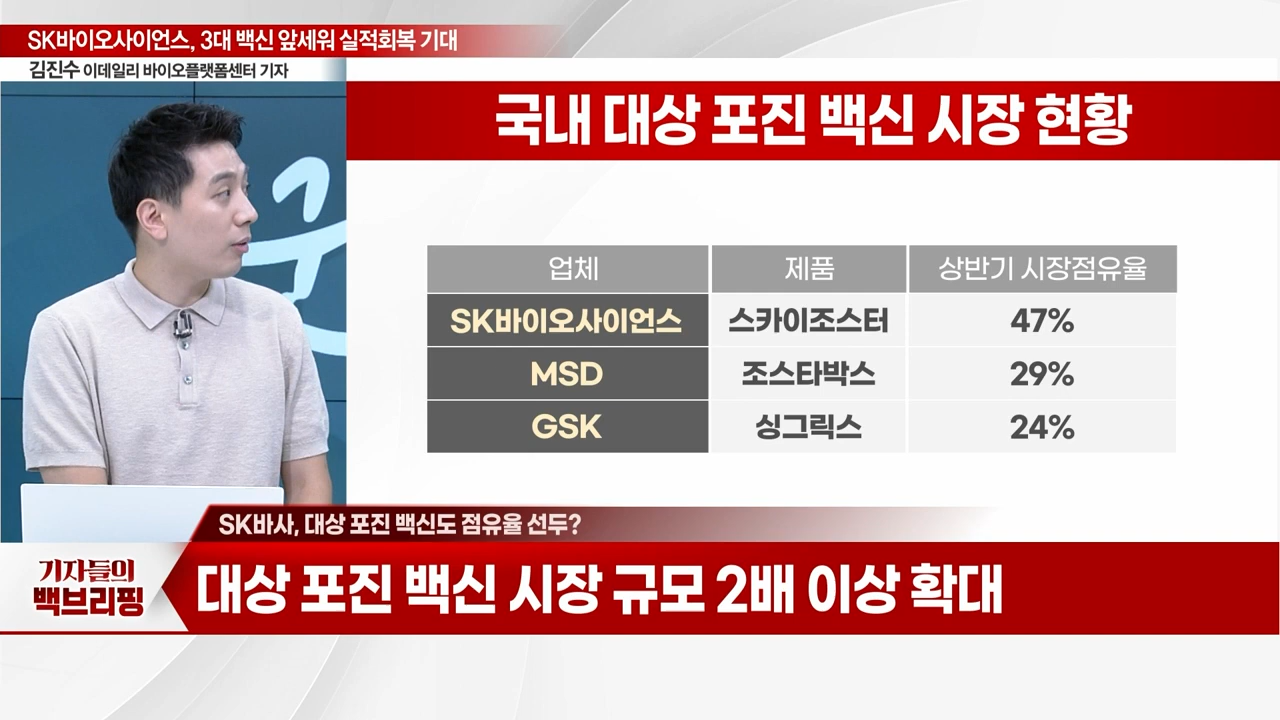 SK바이오사이언스, 3대 백신 앞세워 실적회복 기대
김진수 이데일리 바이오플랫폼센터 기자
국내 대상 포진 백신 시장 현황
업체 제품 상반기 시장점유율
SK바이오사이언스 스카이조스터 47%
MSD 조스타박스 29%
GSK 싱그릭스 24%
SK바사, 대상 포진 백신도 점유율 선두?
기자들의
백브리핑
대상 포진 백신 시장 규모 2배 이상 확대